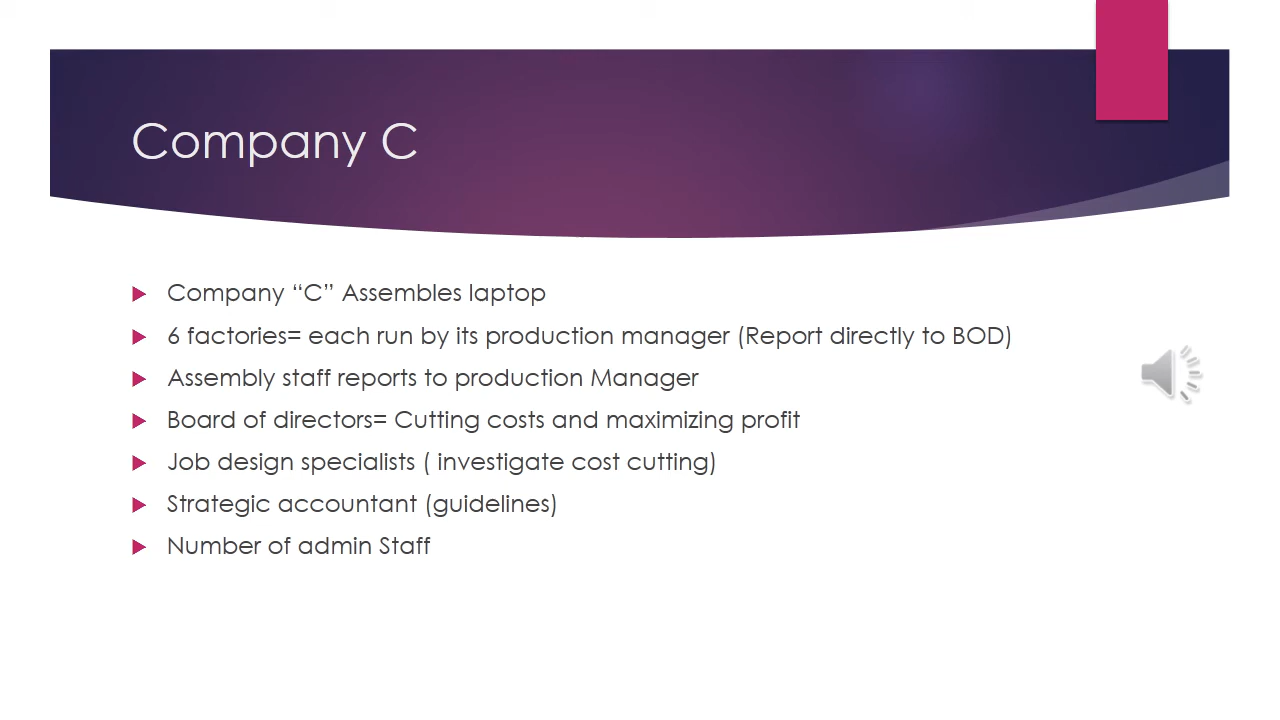 Company C
Company “C” Assembles laptop
6 factories= each run by its production manager (Report directly to BOD)
Assembly staff reports to production Manager
Board of directors= Cutting costs and maximizing profit
Job design specialists ( investigate cost cutting)
Strategic accountant (guidelines)
Number of admin Staff